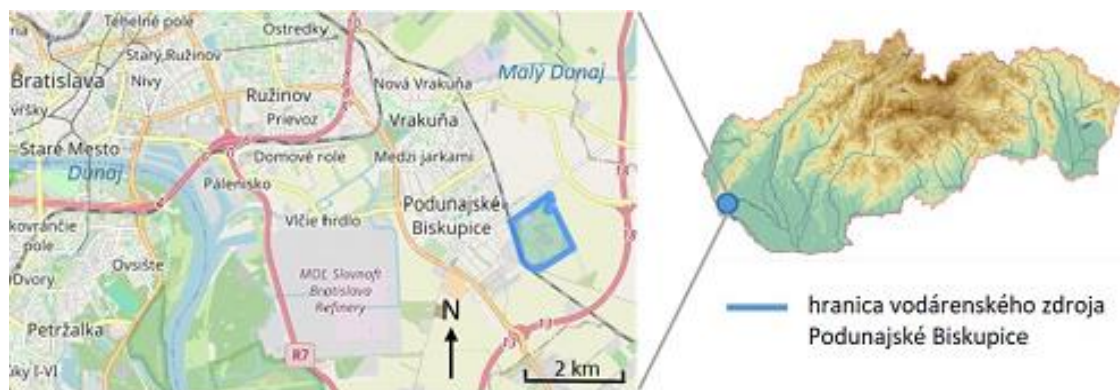 Tehelné pole
Ostredky
Starý Ružinov
Bratislava
Nivy
Nová Vrakuňa
Malý Dunaj
vŕšky
Ružinov
Prievoz
Vrakuňa
Staré Mesto
Domové role
Medzi jarkami
Dunaj
Pálenisko
Podunajské
Biskupice
Vlčie hrdlo
kovrančie
pole
Ovsište
Dvory
MOL Slovnaft
Bratislava
Refinery
N
Petržalka
R7
2 km
hranica vodárenského zdroja
Podunajské Biskupice